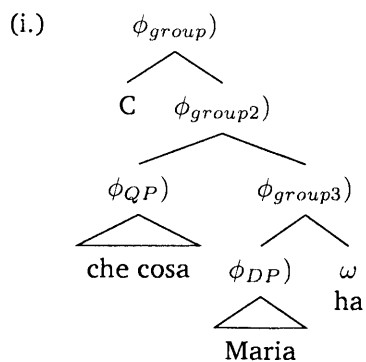 (i.) ϕgroup)
C ϕgroup2)
ϕQP) ϕgroup3)
che cosa ϕDP) ω
ha
Maria